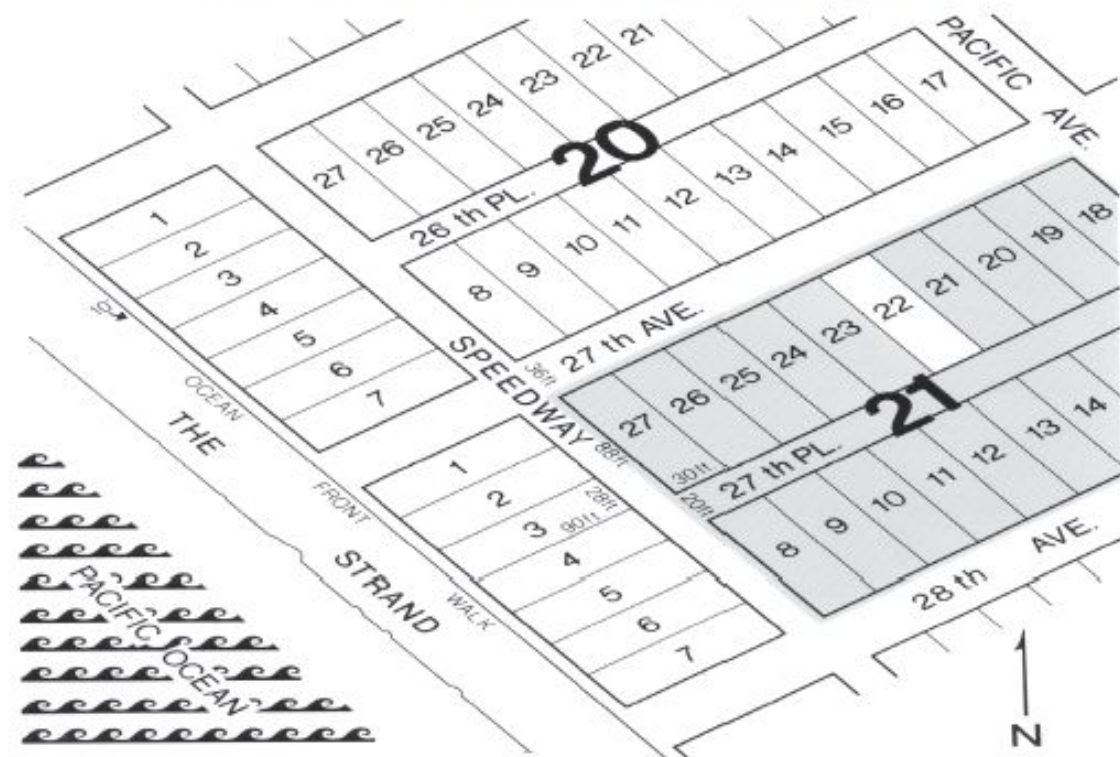 PACIFIC AVE.
27 26 25 24 23 22 21
20
26 th PL.
8 9 10 11 12 13 14 15 16 17
1
2
3
4
5
6
7
SPEEDWAY
36ft
27 th AVE.
27 26 25 24 23 22 21 20 19 18
88ft
30ft
20ft
27 th PL.
21
8 9 10 11 12 13 14
28 th AVE.
1
2
3
4
5
6
7
28ft
90ft
OCEAN FRONT WALK
THE STRAND
PACIFIC OCEAN
N